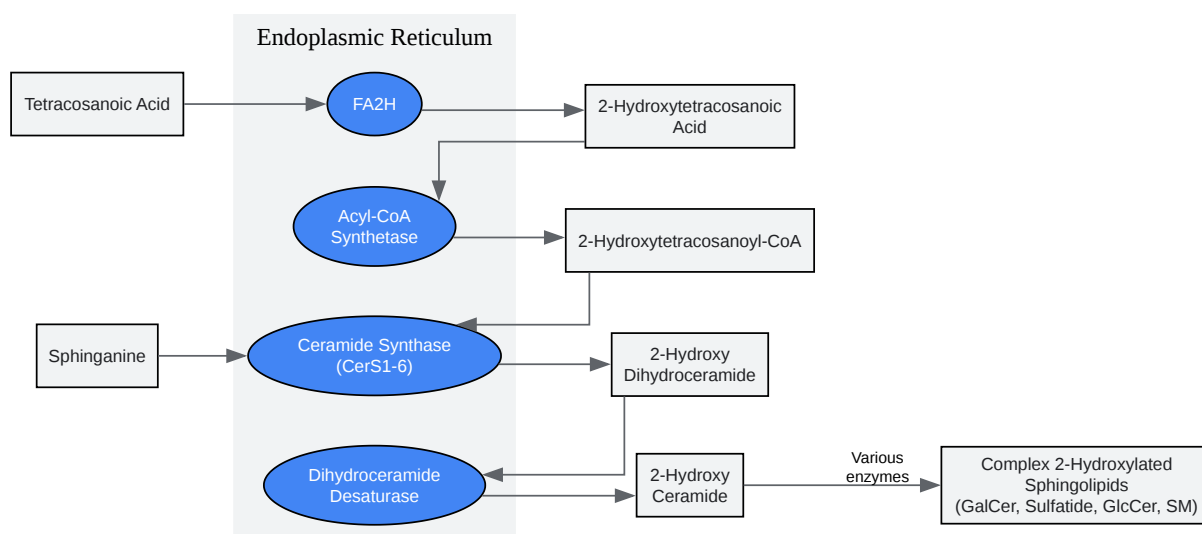 Endoplasmic Reticulum
Tetracosanoic Acid
FA2H
2-Hydroxytetracosanoic
Acid
Acyl-CoA
Synthetase
2-Hydroxytetracosanoyl-CoA
Sphinganine
Ceramide Synthase
(CerS1-6)
2-Hydroxy
Dihydroceramide
Dihydroceramide
Desaturase
2-Hydroxy
Ceramide
Various
enzymes
Complex 2-Hydroxylated
Sphingolipids
(GalCer, Sulfatide, GlcCer, SM)